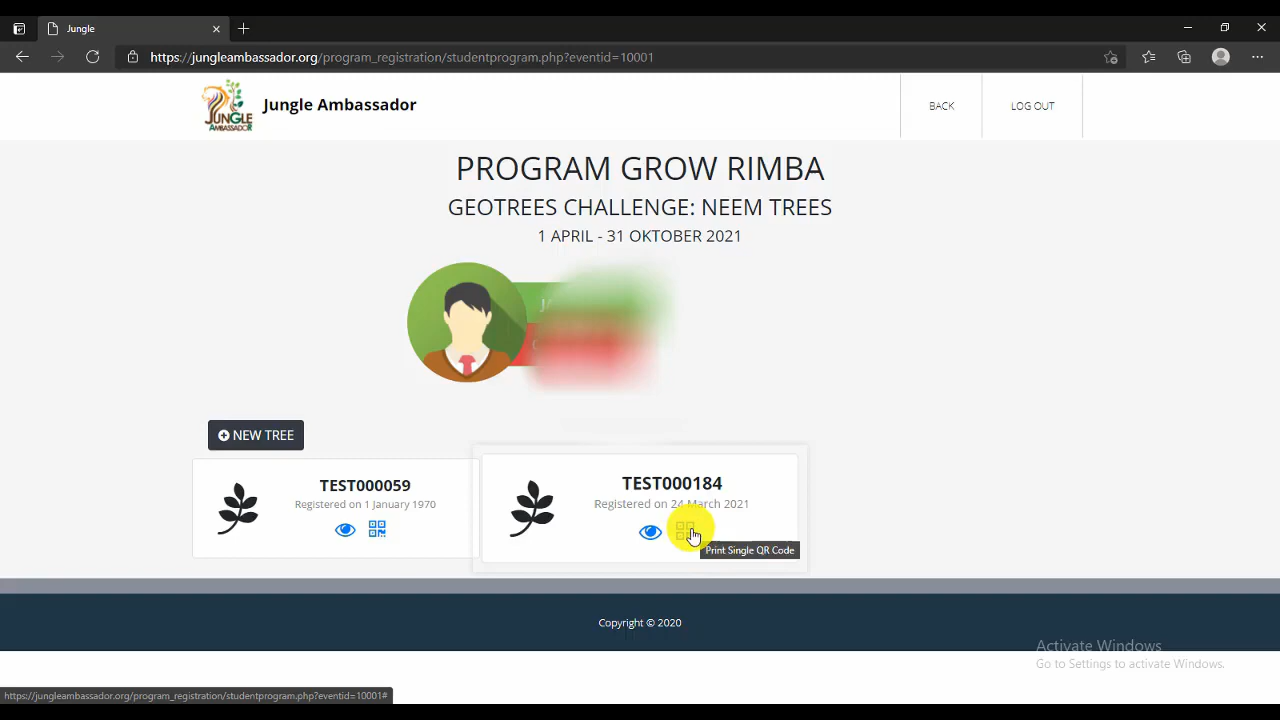 Jungle
https://jungleambassador.org/program_registration/studentprogram.php?eventid=10001
JUNGLE
AMBASSADOR
Jungle Ambassador
BACK
LOG OUT
PROGRAM GROW RIMBA
GEOTREES CHALLENGE: NEEM TREES
1 APRIL - 31 OKTOBER 2021
NEW TREE
TEST000059
Registered on 1 January 1970
TEST000184
Registered on 24 March 2021
Print Single QR Code
Copyright © 2020
Activate Windows
Go to Settings to activate Windows.
https://jungleambassador.org/program_registration/studentprogram.php?eventid=10001#